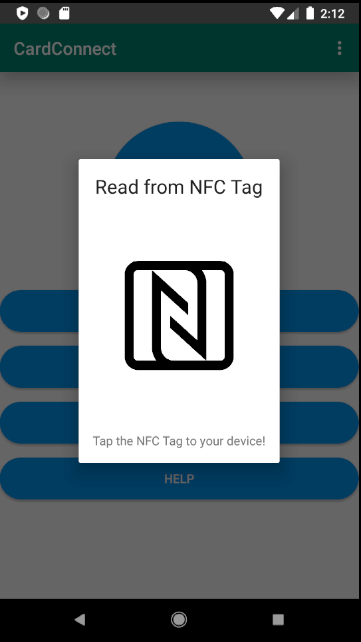 2:12
CardConnect
Read from NFC Tag
Tap the NFC Tag to your device!
HELP